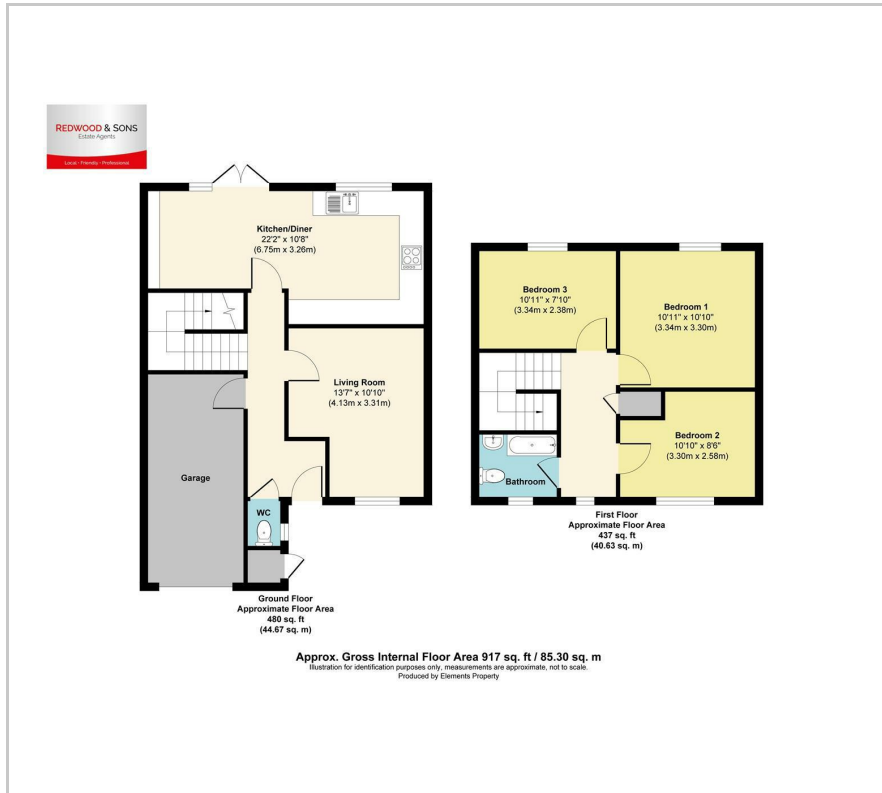 REDWOOD & SONS
Estate Agents
Local - Friendly - Professional
Kitchen/Diner
22'2" x 10'8"
(6.75m x 3.26m)
Living Room
13'7" x 10'10"
(4.13m x 3.31m)
Garage
WC
Ground Floor
Approximate Floor Area
480 sq. ft
(44.67 sq. m)
Bedroom 3
10'11" x 7'10"
(3.34m x 2.38m)
Bedroom 1
10'11" x 10'10"
(3.34m x 3.30m)
Bedroom 2
10'10" x 8'6"
(3.30m x 2.58m)
Bathroom
First Floor
Approximate Floor Area
437 sq. ft
(40.63 sq. m)
Approx. Gross Internal Floor Area 917 sq. ft / 85.30 sq. m
Illustration for identification purposes only, measurements are approximate, not to scale.
Produced by Elements Property